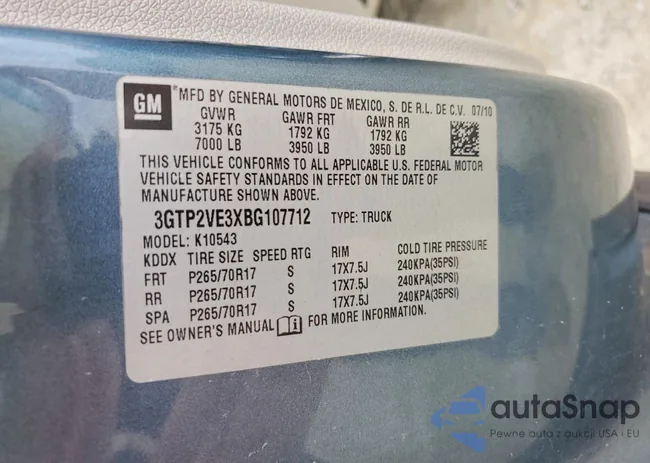 GM
*MFD BY GENERAL MOTORS DE MEXICO, S. DE R.L. DE C.V. 07/10
GVWR GAWR FRT GAWR RR
3175 KG 1792 KG 1792 KG
7000 LB 3950 LB 3950 LB
THIS VEHICLE CONFORMS TO ALL APPLICABLE U.S. FEDERAL MOTOR
VEHICLE SAFETY STANDARDS IN EFFECT ON THE DATE OF
MANUFACTURE SHOWN ABOVE.
3GTP2VE3XBG107712 TYPE: TRUCK
MODEL: K10543
KDDX TIRE SIZE SPEED RTG RIM COLD TIRE PRESSURE
FRT P265/70R17 S 17X7.5J 240KPA(35PSI)
RR P265/70R17 S 17X7.5J 240KPA(35PSI)
SPA P265/70R17 S 17X7.5J 240KPA(35PSI)
SEE OWNER'S MANUAL FOR MORE INFORMATION.
autaSnap
Pewne auta z aukcji USA i EU